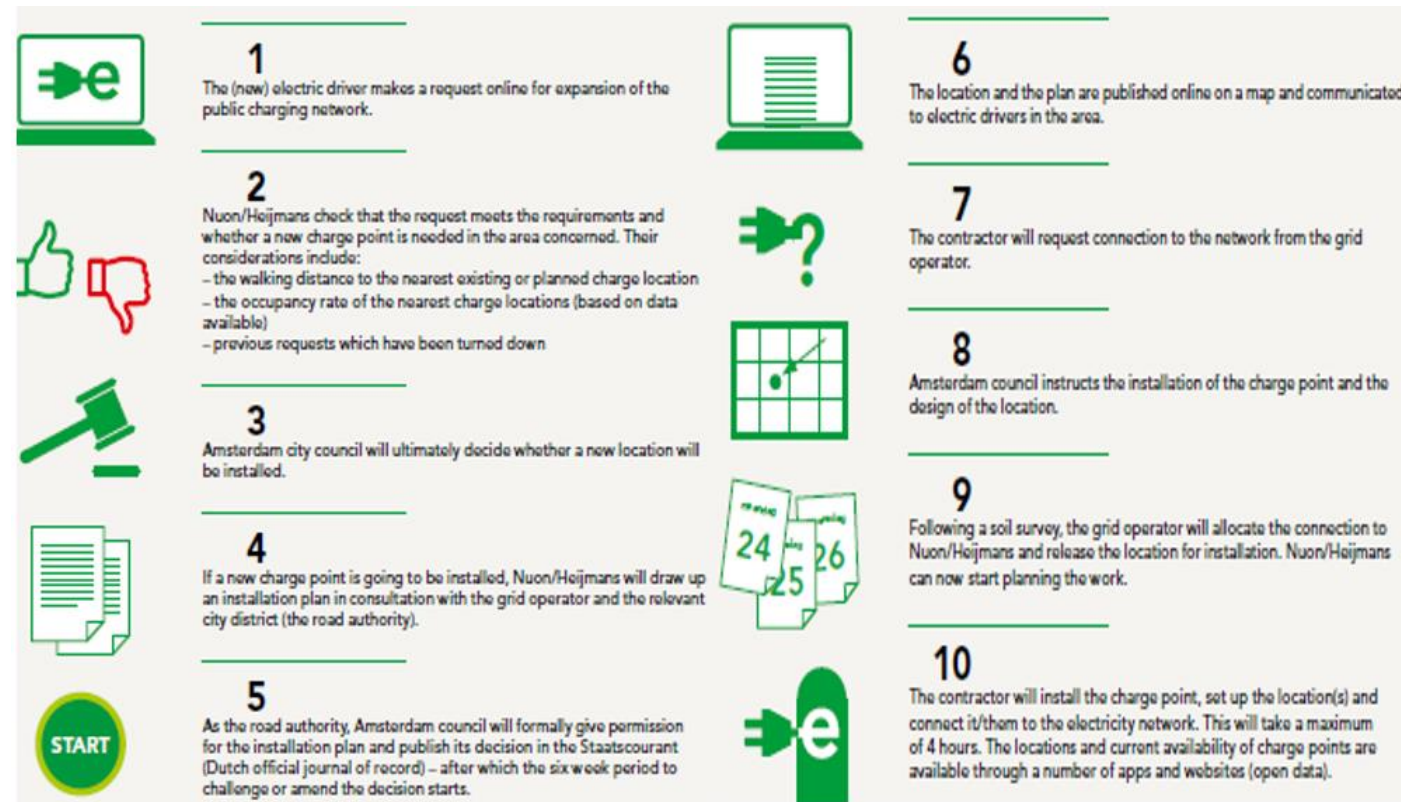 1
The (new) electric driver makes a request online for expansion of the
public charging network.
2
Nuon/Heijmans check that the request meets the requirements and
whether a new charge point is needed in the area concerned. Their
considerations include:
– the walking distance to the nearest existing or planned charge location
– the occupancy rate of the nearest charge locations (based on data
available)
– previous requests which have been turned down
3
Amsterdam city council will ultimately decide whether a new location will
be installed.
4
If a new charge point is going to be installed, Nuon/Heijmans will draw up
an installation plan in consultation with the grid operator and the relevant
city district (the road authority).
START
5
As the road authority, Amsterdam council will formally give permission
for the installation plan and publish its decision in the Staatscourant
(Dutch official journal of record) – after which the six week period to
challenge or amend the decision starts.
6
The location and the plan are published online on a map and communicated
to electric drivers in the area.
7
The contractor will request connection to the network from the grid
operator.
8
Amsterdam council instructs the installation of the charge point and the
design of the location.
24
25
26
9
Following a soil survey, the grid operator will allocate the connection to
Nuon/Heijmans and release the location for installation. Nuon/Heijmans
can now start planning the work.
e
10
The contractor will install the charge point, set up the location(s) and
connect it/them to the electricity network. This will take a maximum
of 4 hours. The locations and current availability of charge points are
available through a number of apps and websites (open data).